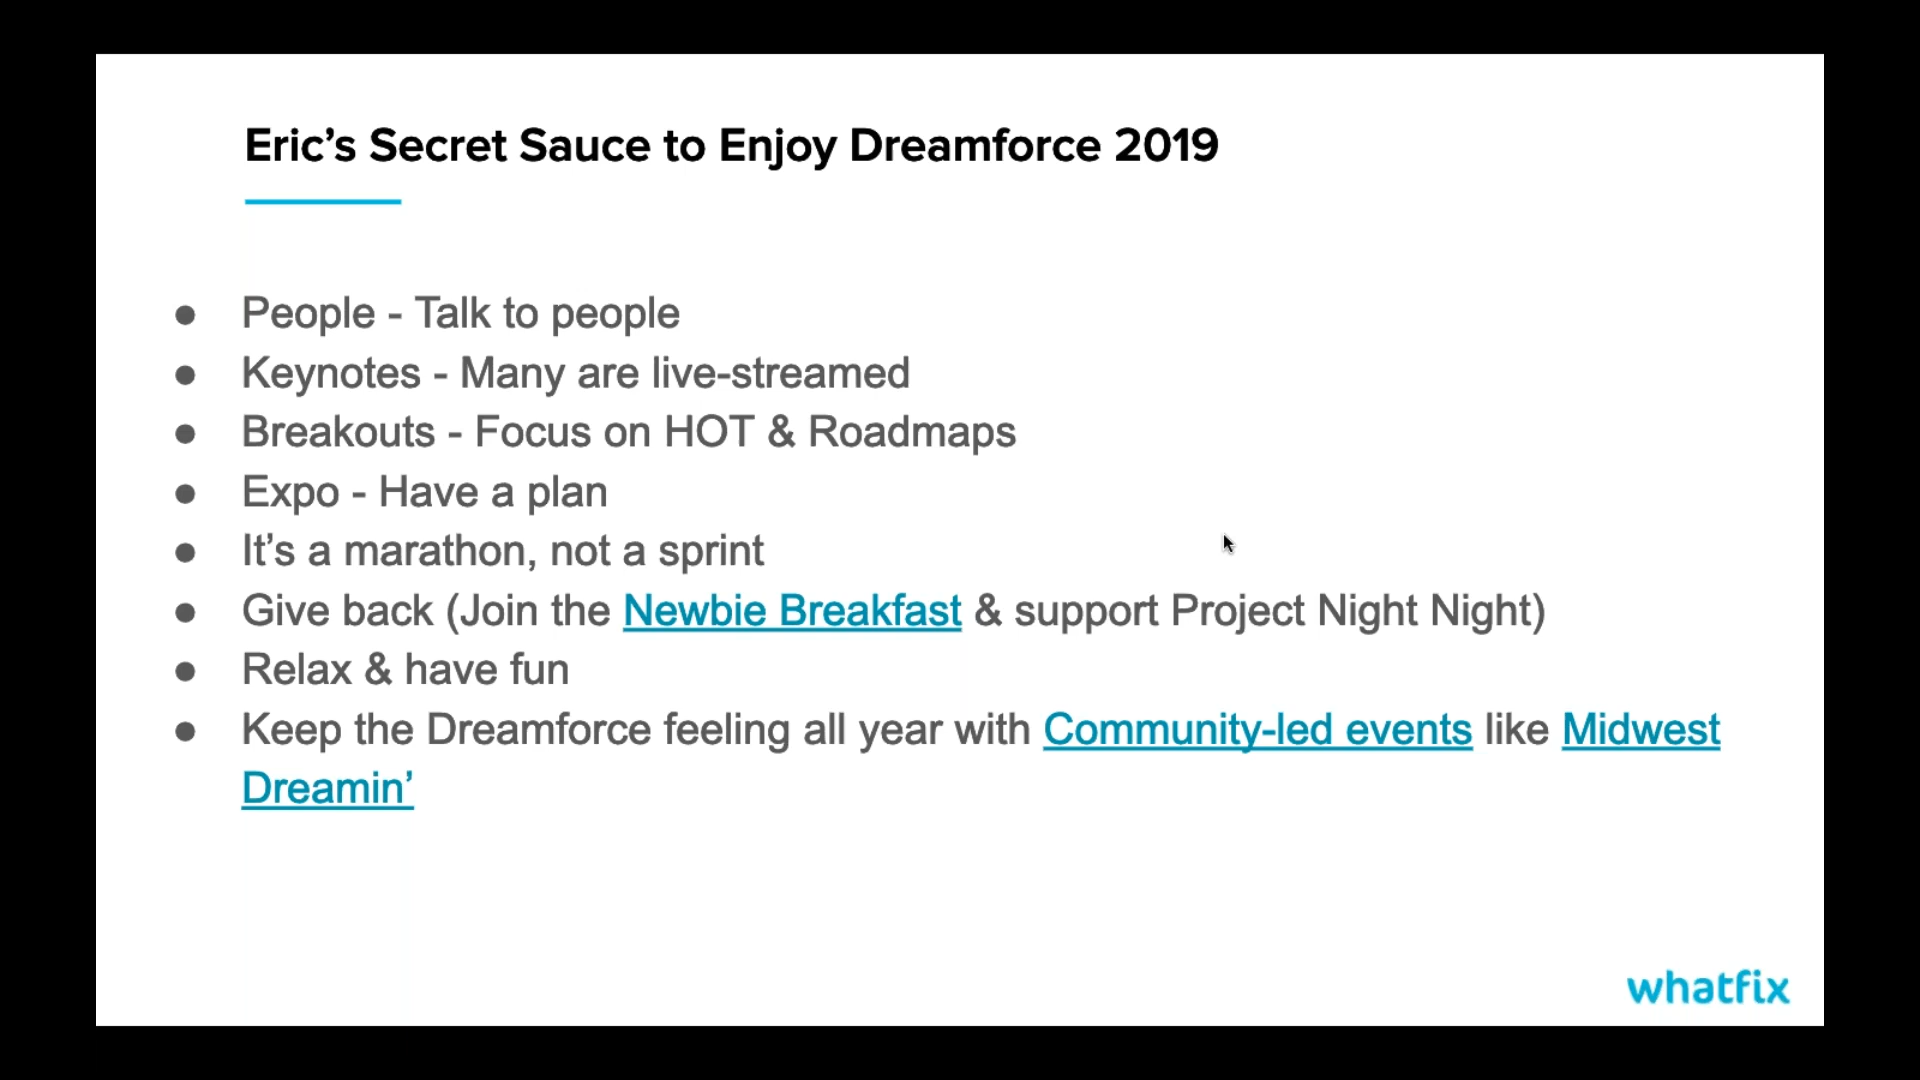 Eric’s Secret Sauce to Enjoy Dreamforce 2019
● People - Talk to people
● Keynotes - Many are live-streamed
● Breakouts - Focus on HOT & Roadmaps
● Expo - Have a plan
● It’s a marathon, not a sprint
● Give back (Join the Newbie Breakfast & support Project Night Night)
● Relax & have fun
● Keep the Dreamforce feeling all year with Community-led events like Midwest
Dreamin’
whatfix